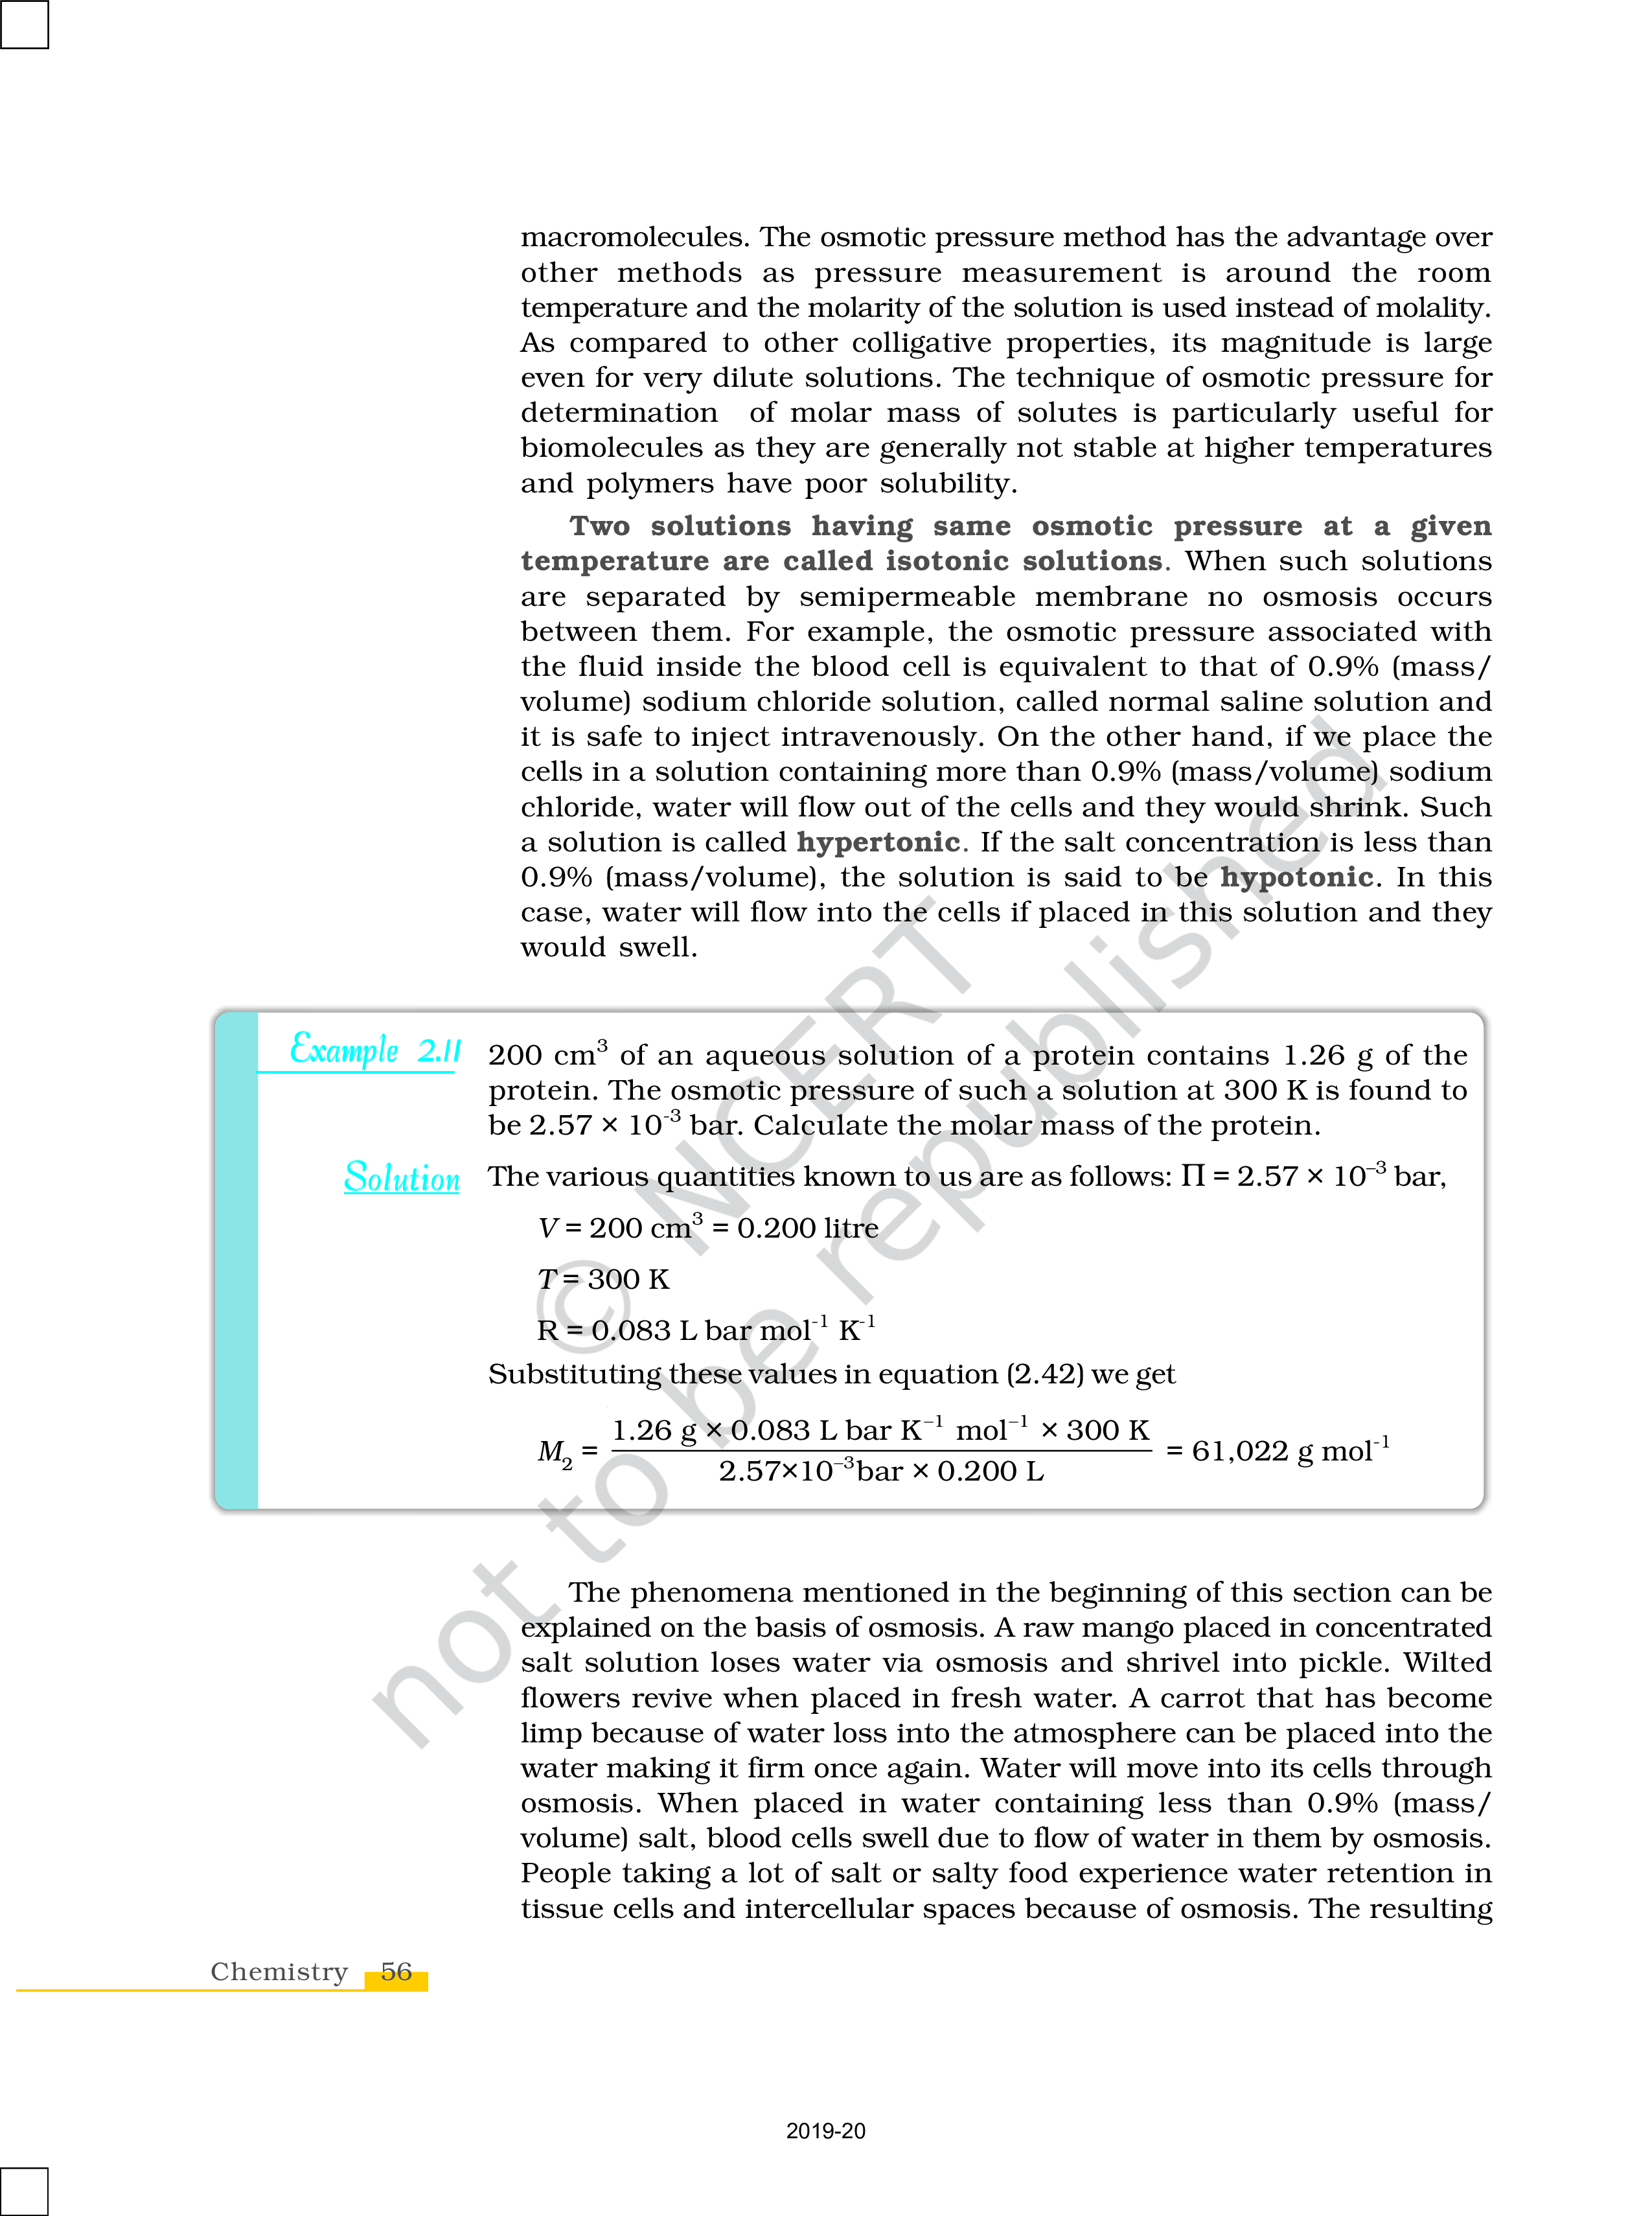 macromolecules. The osmotic pressure method has the advantage over
other methods as pressure measurement is around the room
temperature and the molarity of the solution is used instead of molality.
As compared to other colligative properties, its magnitude is large
even for very dilute solutions. The technique of osmotic pressure for
determination of molar mass of solutes is particularly useful for
biomolecules as they are generally not stable at higher temperatures
and polymers have poor solubility.
Two solutions having same osmotic pressure at a given
temperature are called isotonic solutions. When such solutions
are separated by semipermeable membrane no osmosis occurs
between them. For example, the osmotic pressure associated with
the fluid inside the blood cell is equivalent to that of 0.9% (mass/
volume) sodium chloride solution, called normal saline solution and
it is safe to inject intravenously. On the other hand, if we place the
cells in a solution containing more than 0.9% (mass/volume) sodium
chloride, water will flow out of the cells and they would shrink. Such
a solution is called hypertonic. If the salt concentration is less than
0.9% (mass/volume), the solution is said to be hypotonic. In this
case, water will flow into the cells if placed in this solution and they
would swell.
Example 2.11 200 cm³ of an aqueous solution of a protein contains 1.26 g of the
protein. The osmotic pressure of such a solution at 300 K is found to
be 2.57 × 10⁻³ bar. Calculate the molar mass of the protein.
Solution The various quantities known to us are as follows: Π = 2.57 × 10⁻³ bar,
V = 200 cm³ = 0.200 litre
T = 300 K
R = 0.083 L bar mol⁻¹ K⁻¹
Substituting these values in equation (2.42) we get
M₂ = 1.26 g × 0.083 L bar K⁻¹ mol⁻¹ × 300 K / 2.57×10⁻³ bar × 0.200 L = 61,022 g mol⁻¹
The phenomena mentioned in the beginning of this section can be
explained on the basis of osmosis. A raw mango placed in concentrated
salt solution loses water via osmosis and shrivel into pickle. Wilted
flowers revive when placed in fresh water. A carrot that has become
limp because of water loss into the atmosphere can be placed into the
water making it firm once again. Water will move into its cells through
osmosis. When placed in water containing less than 0.9% (mass/
volume) salt, blood cells swell due to flow of water in them by osmosis.
People taking a lot of salt or salty food experience water retention in
tissue cells and intercellular spaces because of osmosis. The resulting
Chemistry 56
2019-20
© NCERT
not to be republished